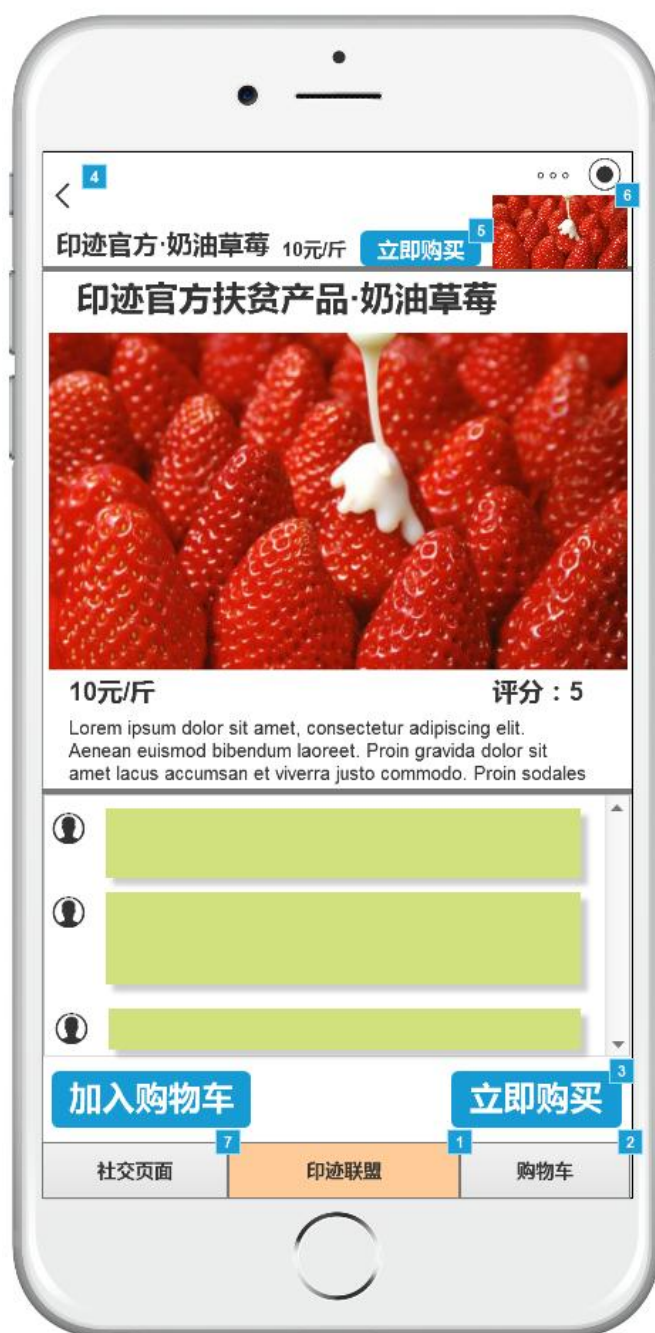 4
6
5
印迹官方·奶油草莓 10元/斤 立即购买
印迹官方扶贫产品·奶油草莓
10元/斤 评分：5
Lorem ipsum dolor sit amet, consectetur adipiscing elit.
Aenean euismod bibendum laoreet. Proin gravida dolor sit
amet lacus accumsan et viverra justo commodo. Proin sodales
3
加入购物车 立即购买
7 1 2
社交页面 印迹联盟 购物车